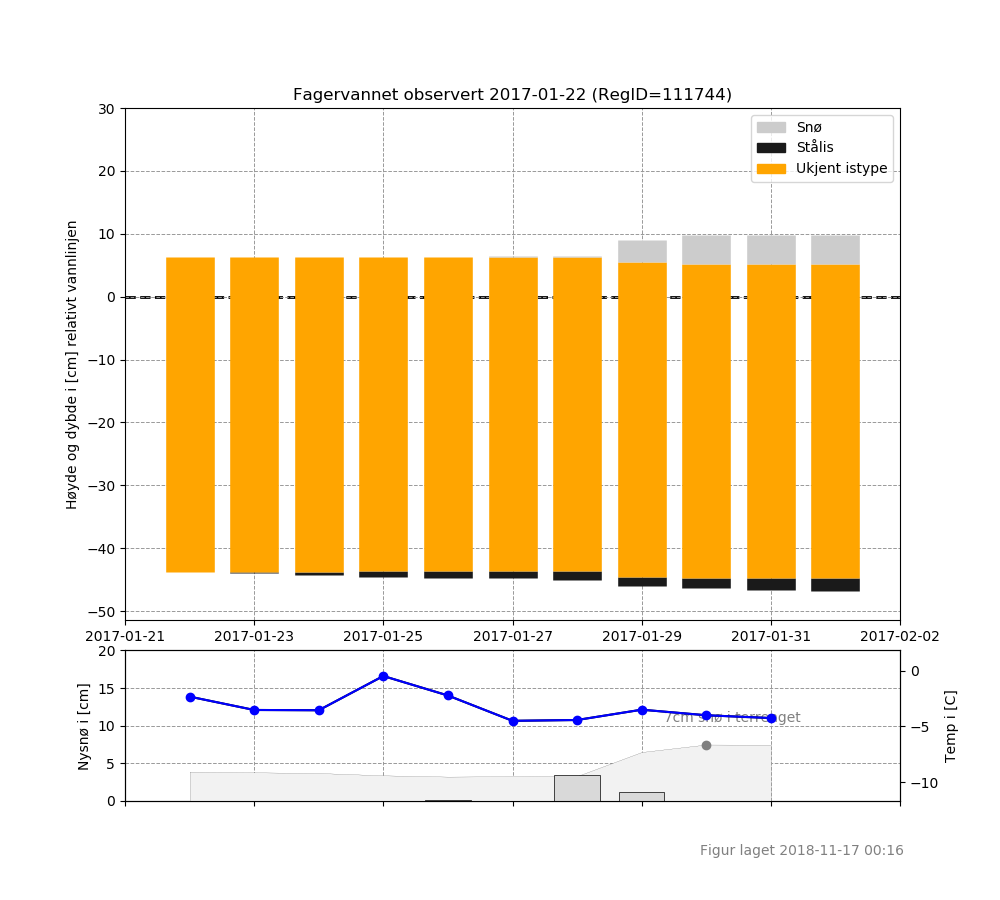 Fagervannet observert 2017-01-22 (RegID=111744)
30
20
10
0
−10
−20
−30
−40
−50
Høyde og dybde i [cm] relativt vannlinjen
Snø
Stålis
Ukjent istype
2017-01-21 2017-01-23 2017-01-25 2017-01-27 2017-01-29 2017-01-31 2017-02-02
20
15
10
5
0
Nysnø i [cm]
7cm snø i terrenget
0
−5
−10
Temp i [C]
Figur laget 2018-11-17 00:16